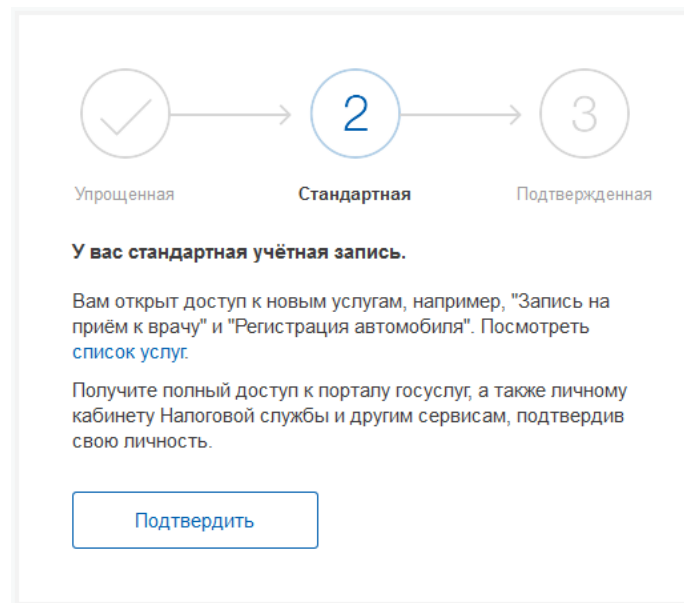 2
3
Упрощенная
Стандартная
Подтвержденная
У вас стандартная учётная запись.
Вам открыт доступ к новым услугам, например, "Запись на
приём к врачу" и "Регистрация автомобиля". Посмотреть
список услуг.
Получите полный доступ к порталу госуслуг, а также личному
кабинету Налоговой службы и другим сервисам, подтвердив
свою личность.
Подтвердить